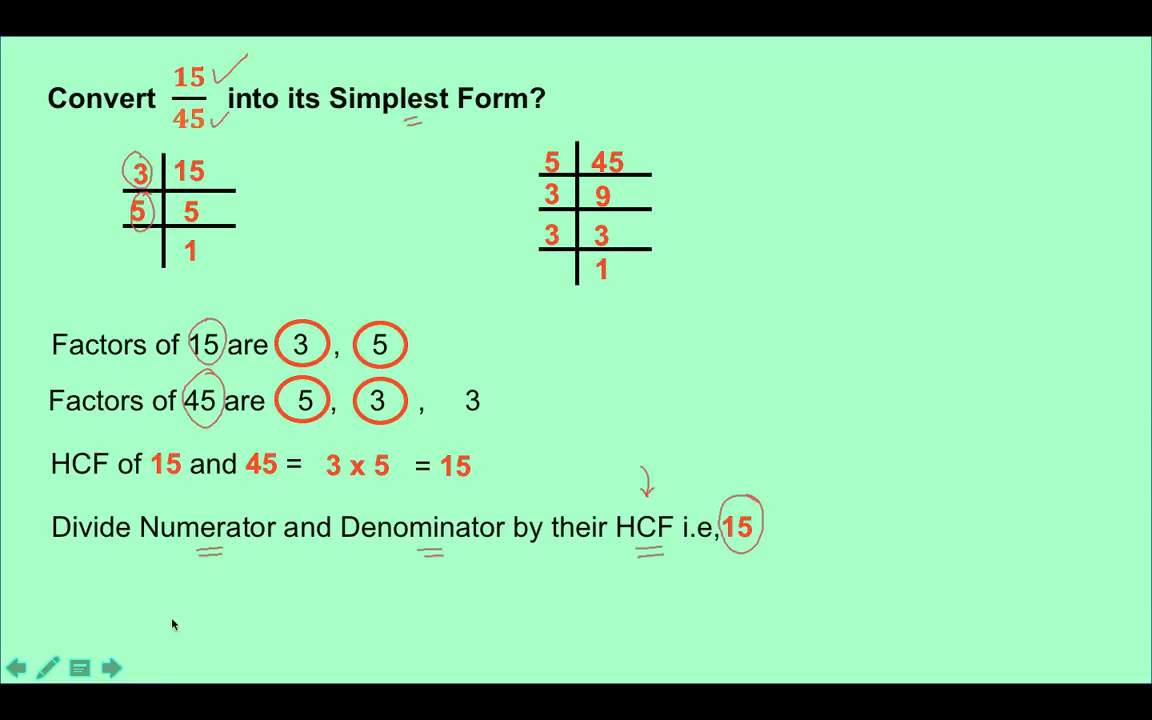 Convert 15/45 into its Simplest Form?
3 15
5 5
1
5 45
3 9
3 3
1
Factors of 15 are 3 , 5
Factors of 45 are 5 , 3 , 3
HCF of 15 and 45 = 3 x 5 = 15
Divide Numerator and Denominator by their HCF i.e, 15